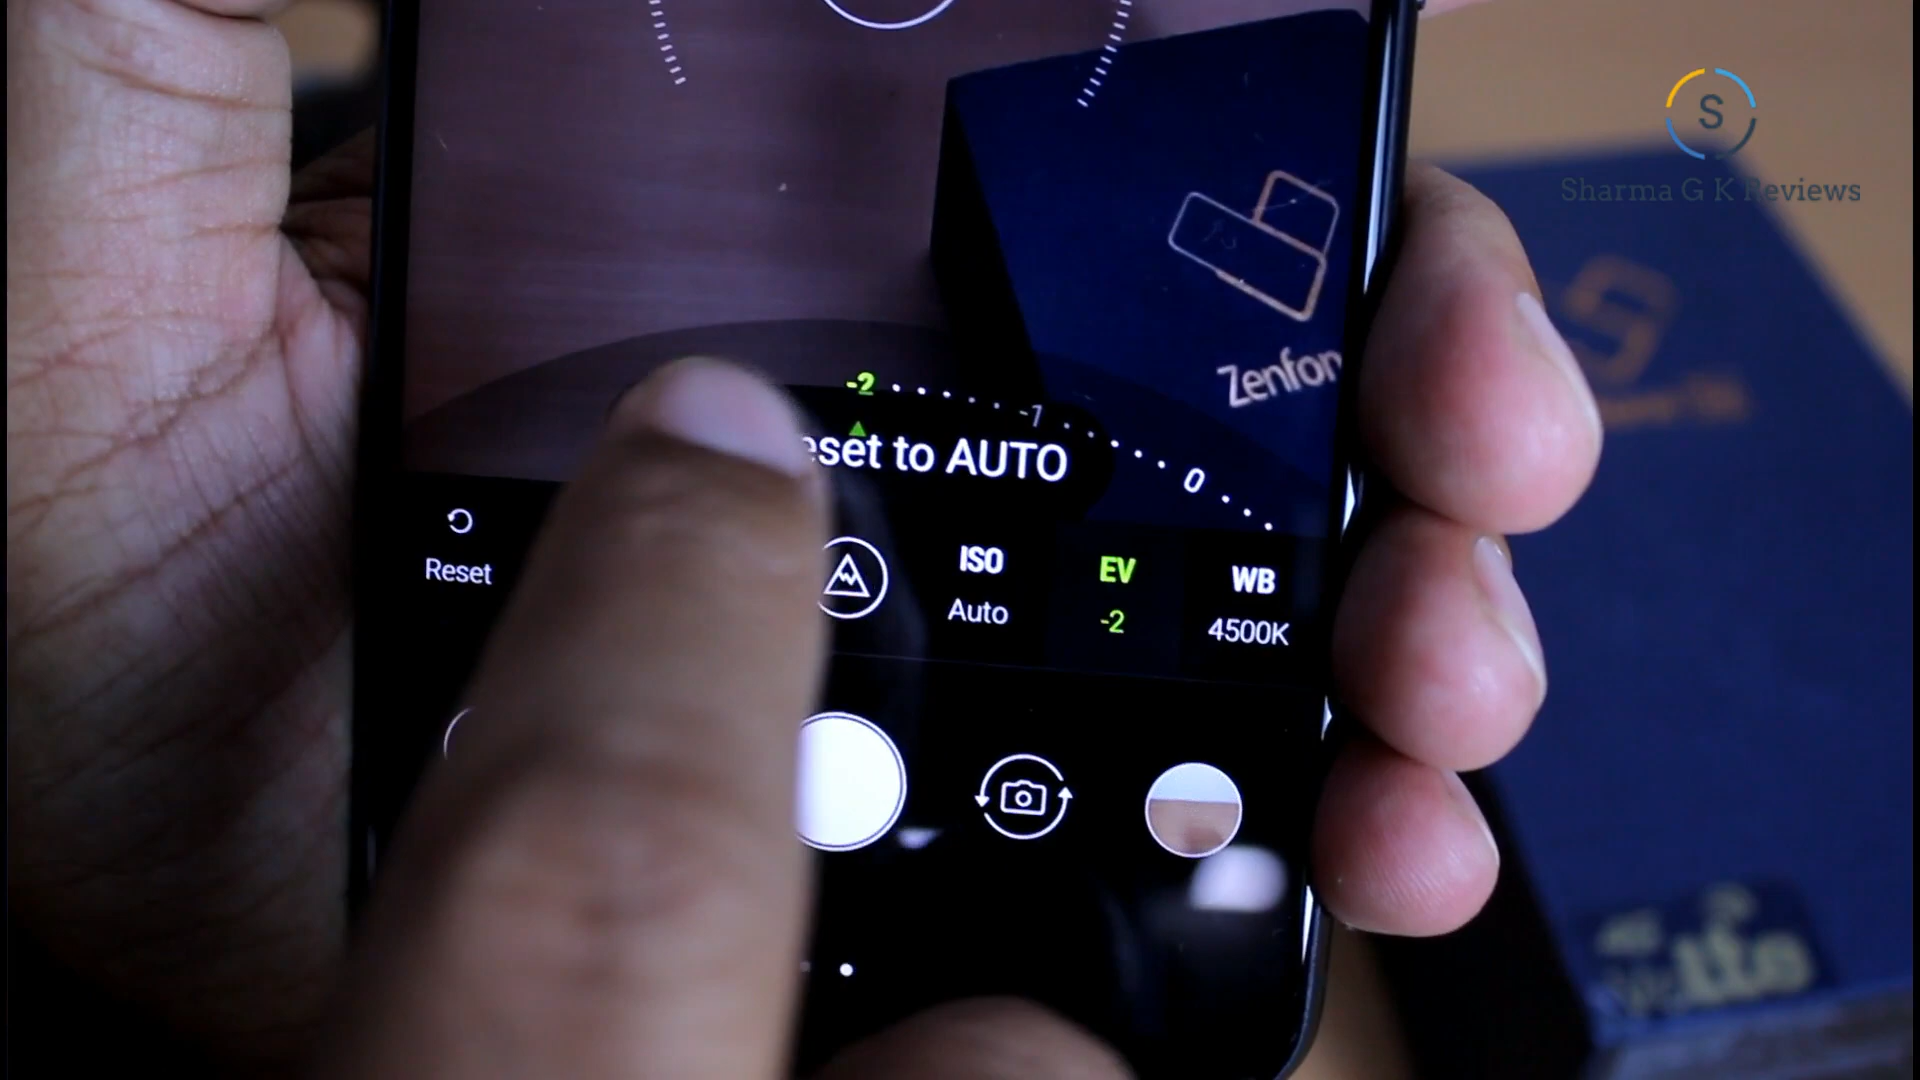 S
Sharma G K Reviews
Zenfon
-2
-1
0
eset to AUTO
Reset
ISO
Auto
EV
-2
WB
4500K